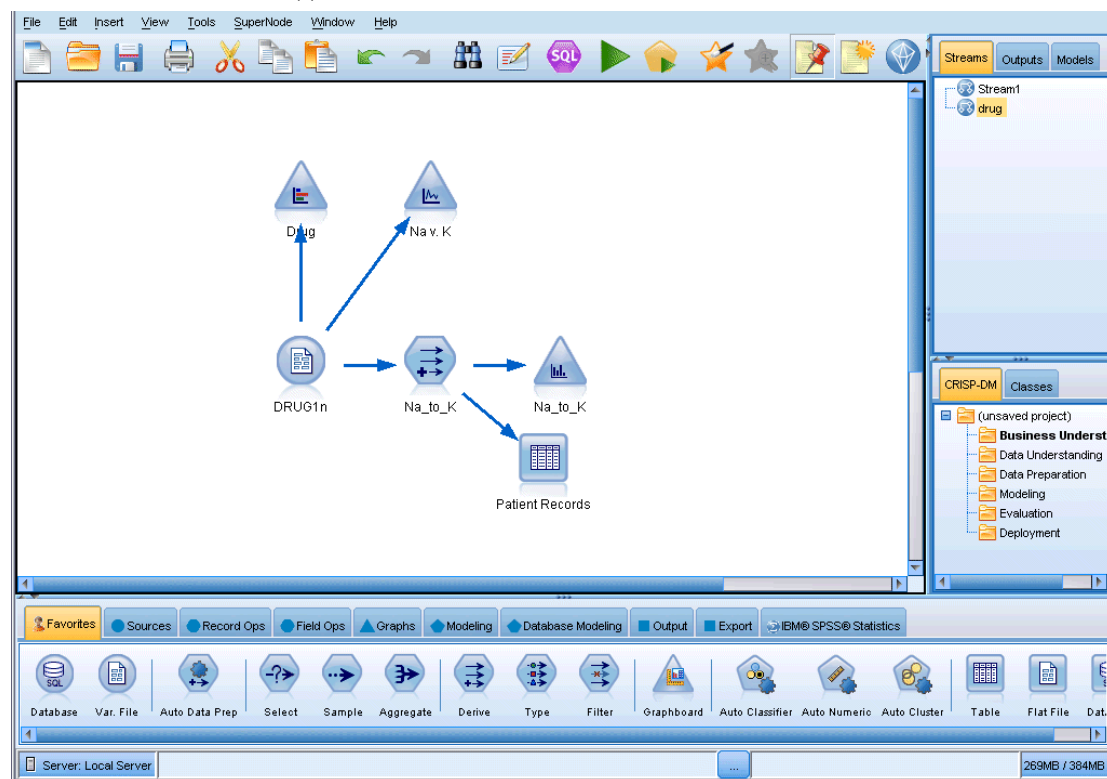 File Edit Insert View Tools SuperNode Window Help
SQL
Streams Outputs Models
Stream1
drug
Drug Na v. K
DRUG1n Na_to_K Na_to_K
Patient Records
CRISP-DM Classes
(unsaved project)
Business Underst
Data Understanding
Data Preparation
Modeling
Evaluation
Deployment
Favorites Sources Record Ops Field Ops Graphs Modeling Database Modeling Output Export IBM® SPSS® Statistics
SQL
Database Var. File Auto Data Prep Select Sample Aggregate Derive Type Filter Graphboard Auto Classifier Auto Numeric Auto Cluster Table Flat File Dat
Server: Local Server ... 269MB / 384MB